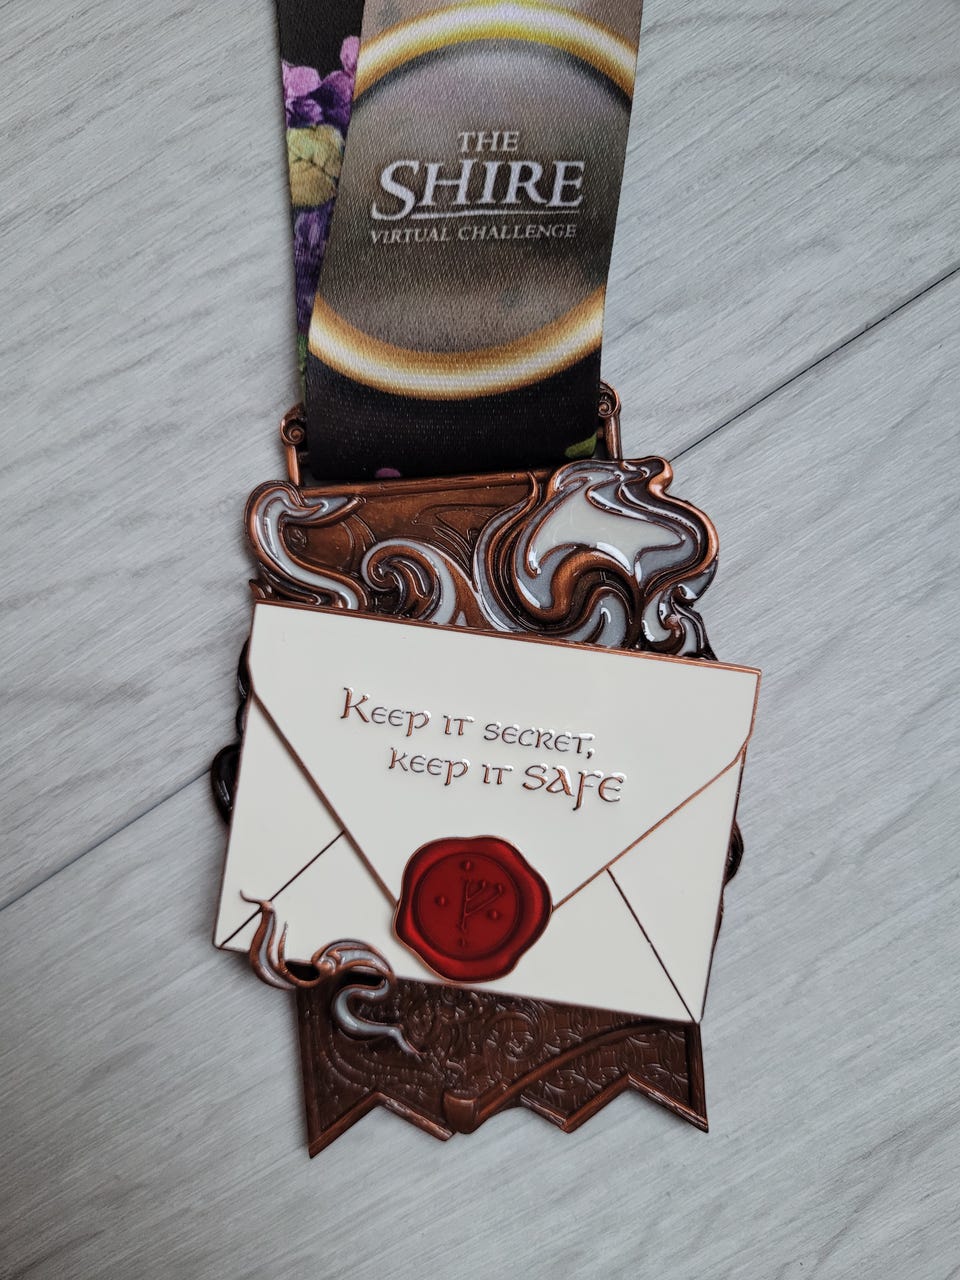 THE
SHIRE
VIRTUAL CHALLENGE
Keep it secret,
keep it SAFE
ᚠ